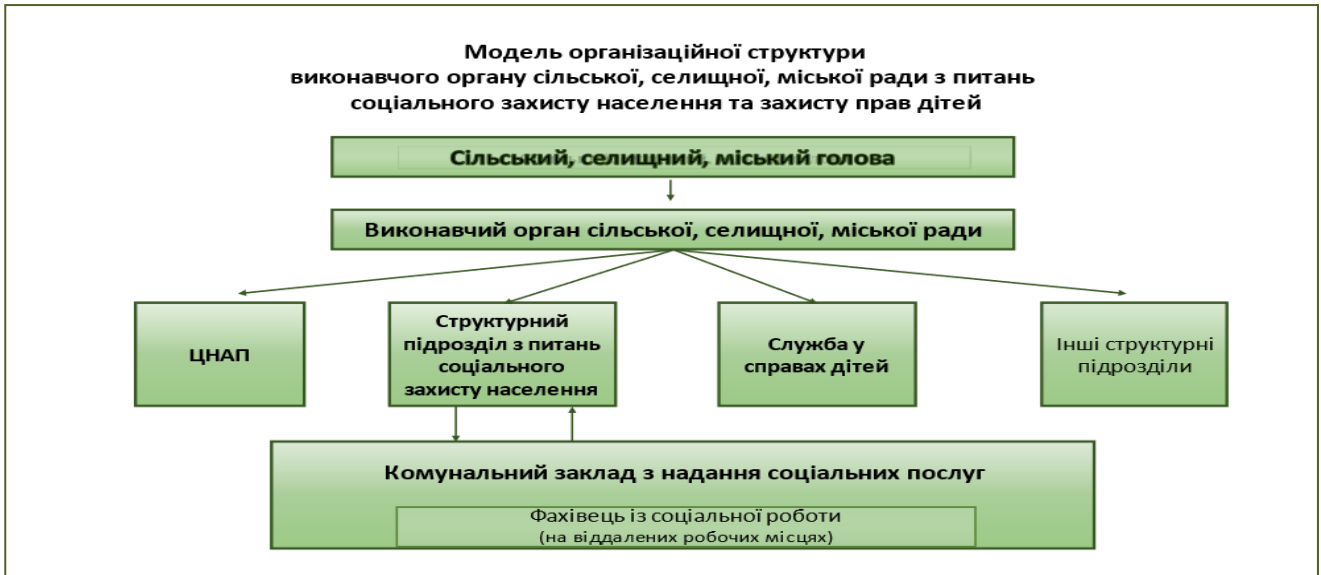 Модель організаційної структури
виконавчого органу сільської, селищної, міської ради з питань
соціального захисту населення та захисту прав дітей
Сільський, селищний, міський голова
Виконавчий орган сільської, селищної, міської ради
ЦНАП
Структурний
підрозділ з питань
соціального
захисту населення
Служба у
справах дітей
Інші структурні
підрозділи
Комунальний заклад з надання соціальних послуг
Фахівець із соціальної роботи
(на віддалених робочих місцях)